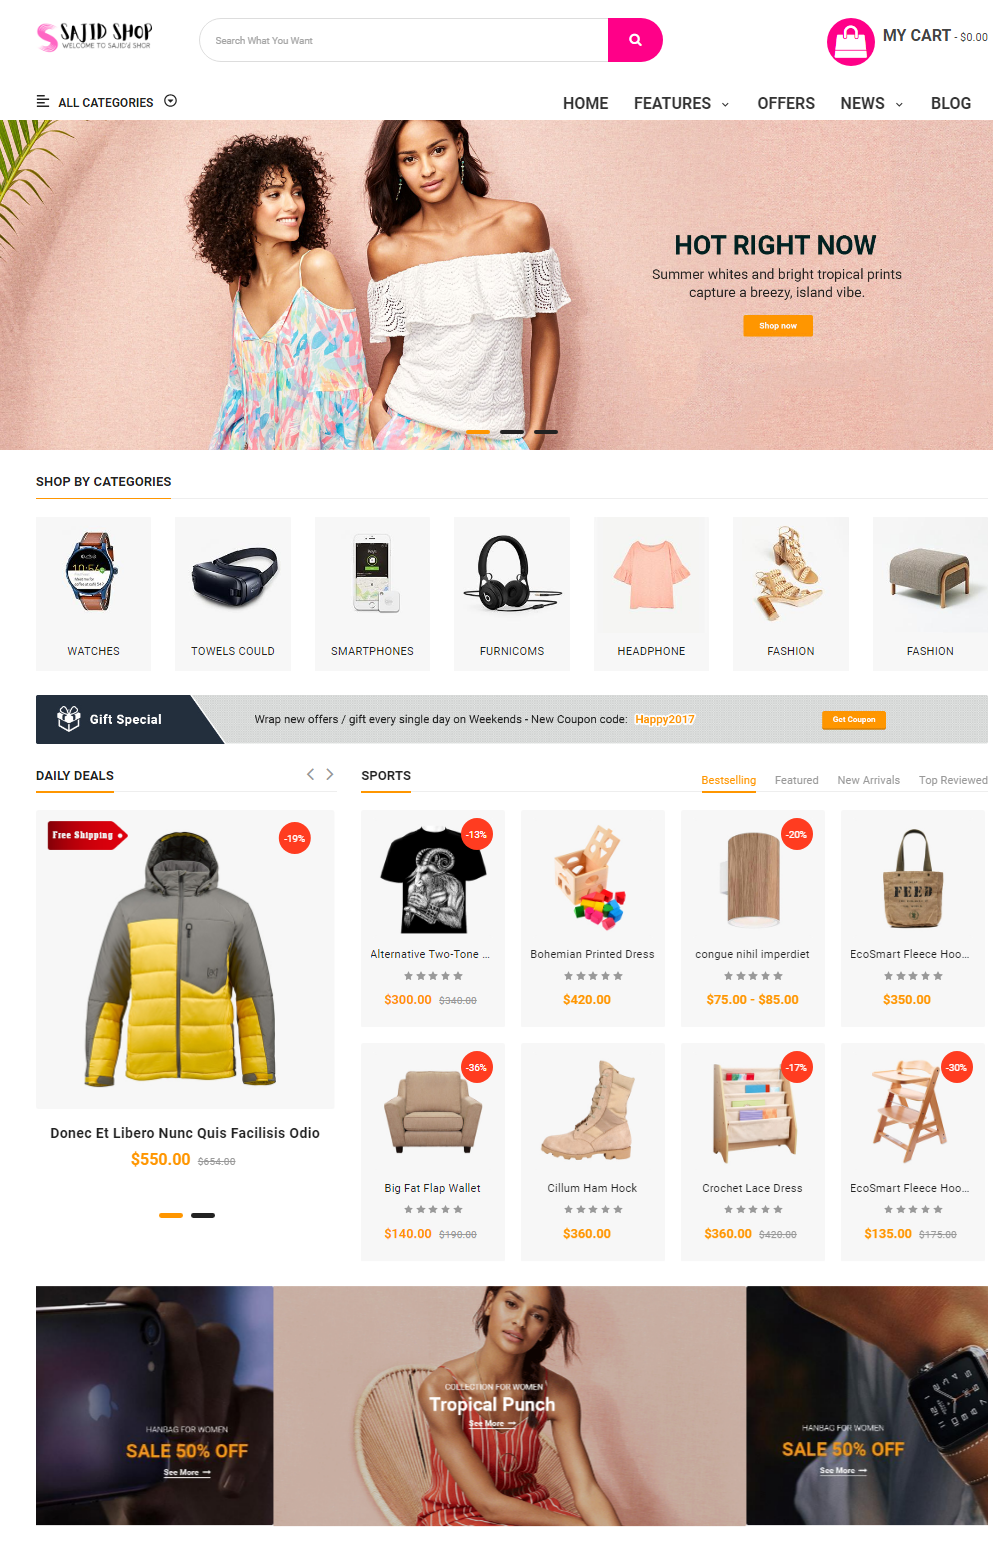 SAJID SHOP
WELCOME TO SAJID'S SHOP
Search What You Want
MY CART - $0.00
ALL CATEGORIES
HOME FEATURES OFFERS NEWS BLOG
HOT RIGHT NOW
Summer whites and bright tropical prints
capture a breezy, island vibe.
Shop now
SHOP BY CATEGORIES
WATCHES
TOWELS COULD
SMARTPHONES
FURNICOMS
HEADPHONE
FASHION
FASHION
Gift Special
Wrap new offers / gift every single day on Weekends - New Coupon code: Happy2017
Get Coupon
DAILY DEALS
Free Shipping
-19%
Donec Et Libero Nunc Quis Facilisis Odio
$550.00 $654.00
SPORTS
Bestselling Featured New Arrivals Top Reviewed
-13%
Alternative Two-Tone ...
$300.00 $340.00
Bohemian Printed Dress
$420.00
-20%
congue nihil imperdiet
$75.00 - $85.00
FEED
EcoSmart Fleece Hoo...
$350.00
-36%
Big Fat Flap Wallet
$140.00 $190.00
Cillum Ham Hock
$360.00
-17%
Crochet Lace Dress
$360.00 $420.00
-30%
EcoSmart Fleece Hoo...
$135.00 $175.00
HANBAG FOR WOMEN
SALE 50% OFF
See More
COLLECTION FOR WOMEN
Tropical Punch
See More
HANBAG FOR WOMEN
SALE 50% OFF
See More